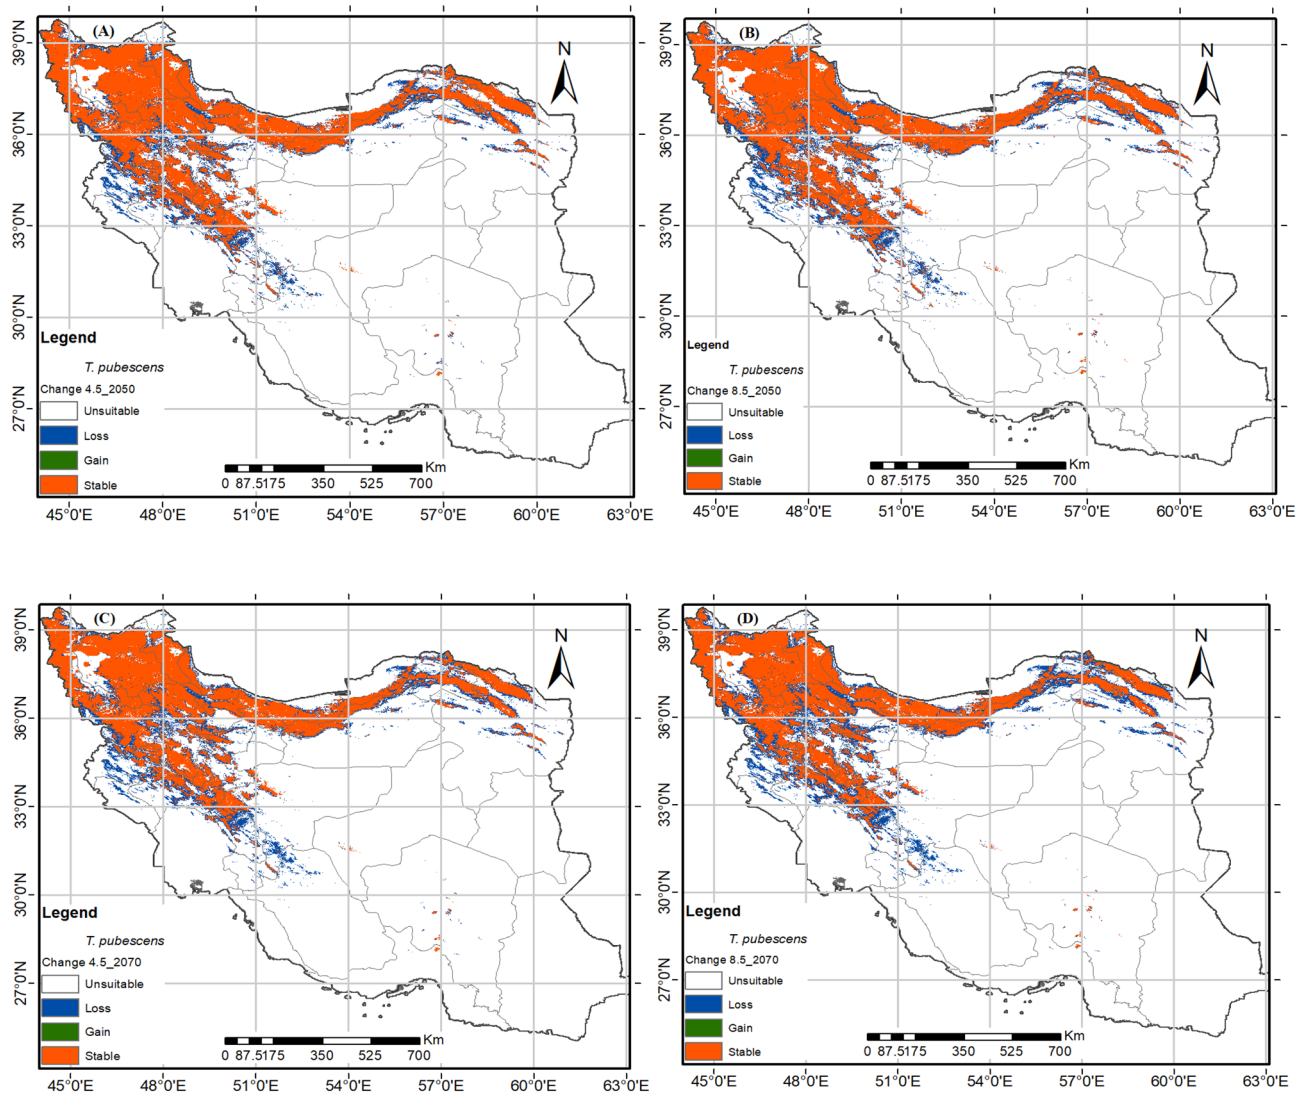 (A)
N
39°0'N
36°0'N
33°0'N
30°0'N
27°0'N
Legend
T. pubescens
Change 4.5_2050
Unsuitable
Loss
Gain
Stable
Km
0 87.5175 350 525 700
45°0'E 48°0'E 51°0'E 54°0'E 57°0'E 60°0'E 63°0'E
(B)
N
39°0'N
36°0'N
33°0'N
30°0'N
27°0'N
Legend
T. pubescens
Change 8.5_2050
Unsuitable
Loss
Gain
Stable
Km
0 87.5175 350 525 700
45°0'E 48°0'E 51°0'E 54°0'E 57°0'E 60°0'E 63°0'E
(C)
N
39°0'N
36°0'N
33°0'N
30°0'N
27°0'N
Legend
T. pubescens
Change 4.5_2070
Unsuitable
Loss
Gain
Stable
Km
0 87.5175 350 525 700
45°0'E 48°0'E 51°0'E 54°0'E 57°0'E 60°0'E 63°0'E
(D)
N
39°0'N
36°0'N
33°0'N
30°0'N
27°0'N
Legend
T. pubescens
Change 8.5_2070
Unsuitable
Loss
Gain
Stable
Km
0 87.5175 350 525 700
45°0'E 48°0'E 51°0'E 54°0'E 57°0'E 60°0'E 63°0'E